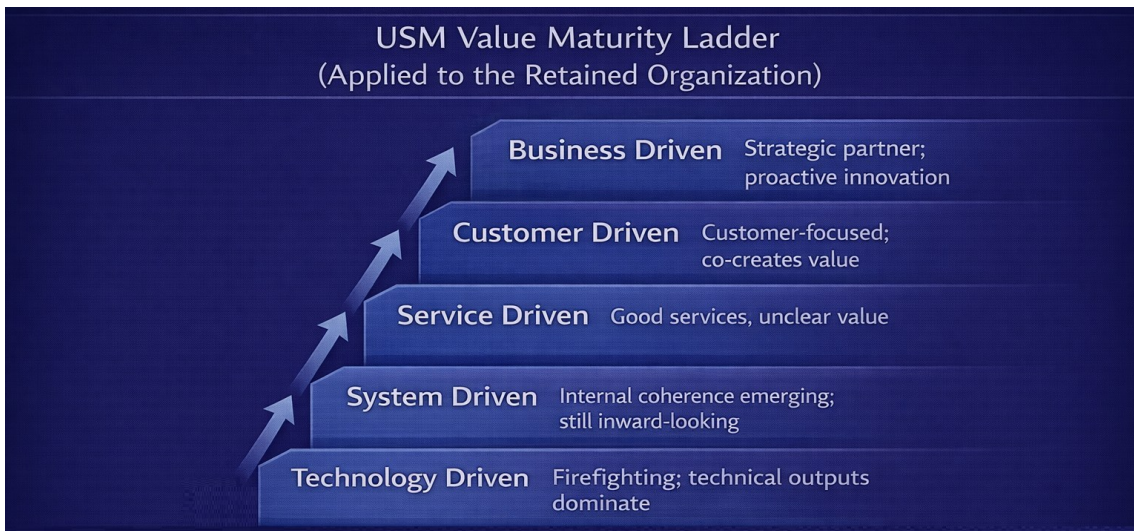 USM Value Maturity Ladder
(Applied to the Retained Organization)
Business Driven Strategic partner;
proactive innovation
Customer Driven Customer-focused;
co-creates value
Service Driven Good services, unclear value
System Driven Internal coherence emerging;
still inward-looking
Technology Driven Firefighting; technical outputs
dominate